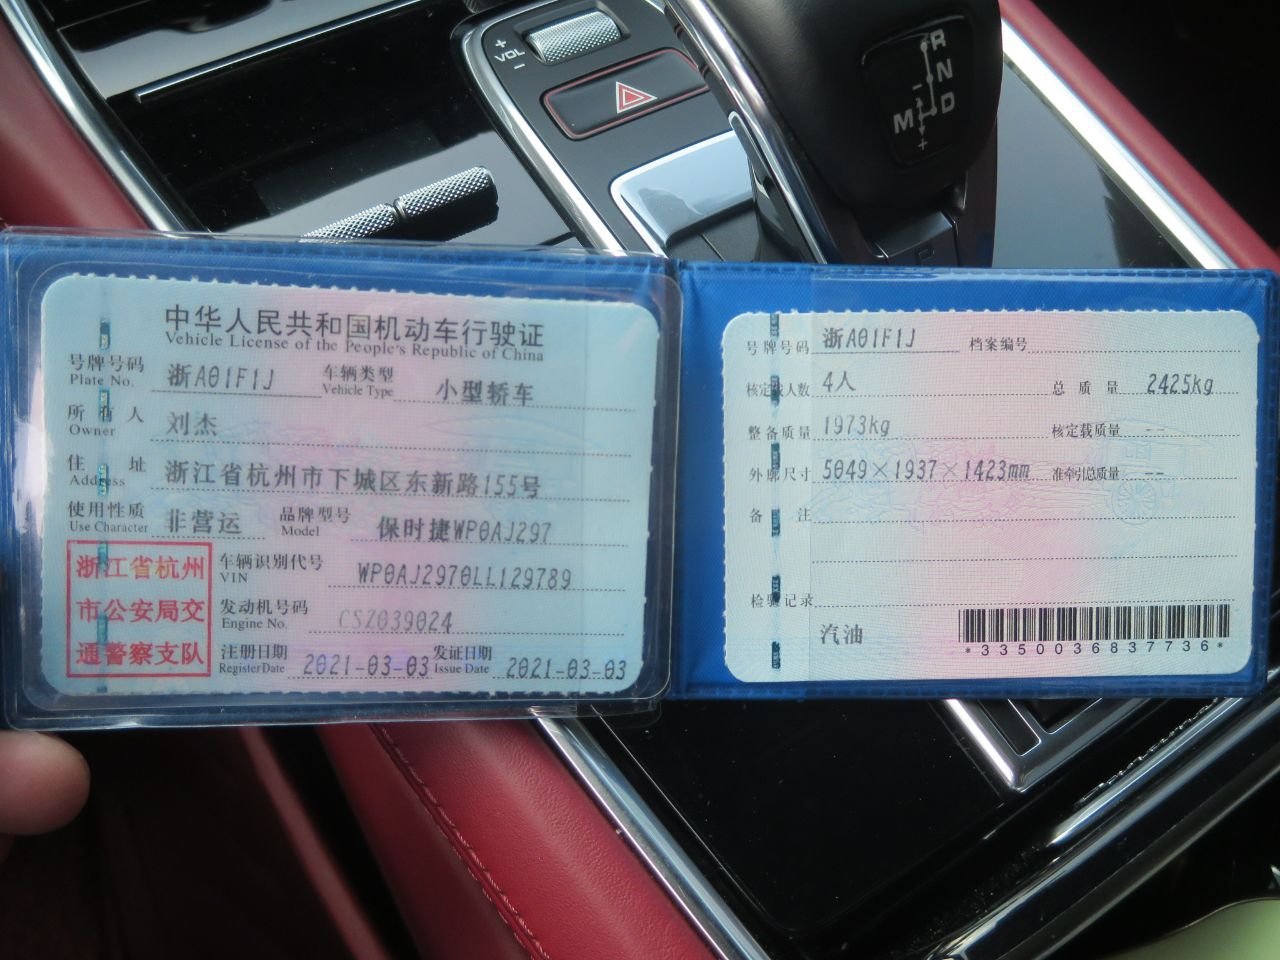 +
VOL
−
R
N
M D
+
P
中华人民共和国机动车行驶证
Vehicle License of the People's Republic of China
号牌号码 浙A01F1J 车辆类型 小型轿车
Plate No. Vehicle Type
所有人 刘杰
Owner
住址 浙江省杭州市下城区东新路155号
Address
使用性质 非营运 品牌型号 保时捷WP0AJ297
Use Character Model
浙江省杭州
市公安局交
通警察支队
车辆识别代号 WP0AJ2970LL129789
VIN
发动机号码 CSZ039024
Engine No.
注册日期 2021-03-03 发证日期 2021-03-03
Register Date Issue Date
号牌号码 浙A01F1J 档案编号
核定载人数 4人 总质量 2425kg
整备质量 1973kg 核定载质量 --
外廓尺寸 5049×1937×1423mm 准牵引总质量 --
备注
检验记录
汽油
*3350036837736*